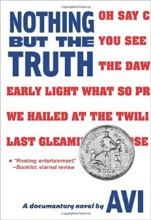 NOTHING OH SAY C
BUT THE YOU SEE
TRUTH THE DAW
EARLY LIGHT WHAT SO PR
WE HAILED AT THE TWILI
LAST GLEAMI SE
"Riveting entertainment."
—Booklist, starred review
A documentary novel by AVI